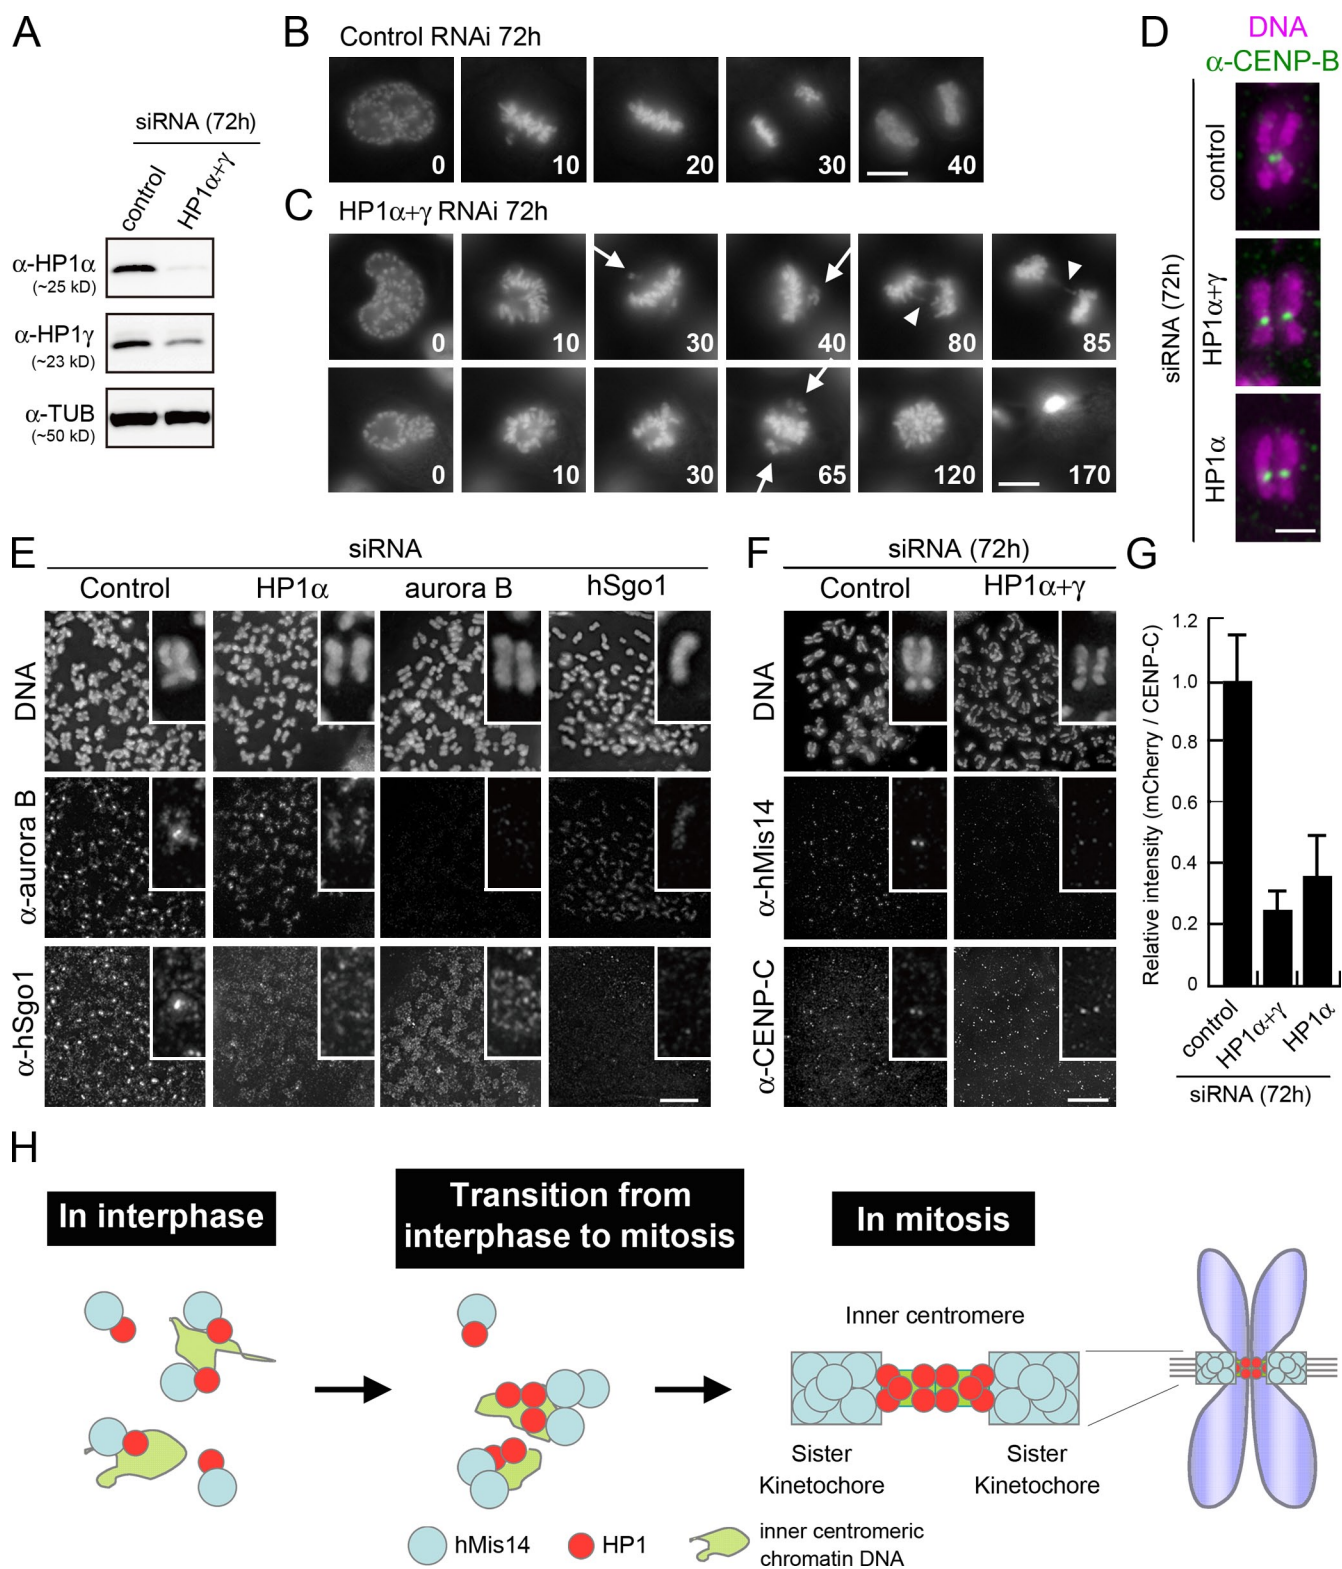 A
siRNA (72h)
control
HP1α+γ
α-HP1α
(~25 kD)
α-HP1γ
(~23 kD)
α-TUB
(~50 kD)
B
Control RNAi 72h
0
10
20
30
40
C
HP1α+γ RNAi 72h
0
10
30
40
80
85
0
10
30
65
120
170
D
DNA
α-CENP-B
siRNA (72h)
control
HP1α+γ
HP1α
E
siRNA
Control
HP1α
aurora B
hSgo1
DNA
α-aurora B
α-hSgo1
F
siRNA (72h)
Control
HP1α+γ
DNA
α-hMis14
α-CENP-C
G
Relative intensity (mCherry / CENP-C)
1.2
1.0
0.8
0.6
0.4
0.2
0
control
HP1α+γ
HP1α
siRNA (72h)
H
In interphase
Transition from
interphase to mitosis
In mitosis
Inner centromere
Sister
Kinetochore
Sister
Kinetochore
hMis14
HP1
inner centromeric
chromatin DNA